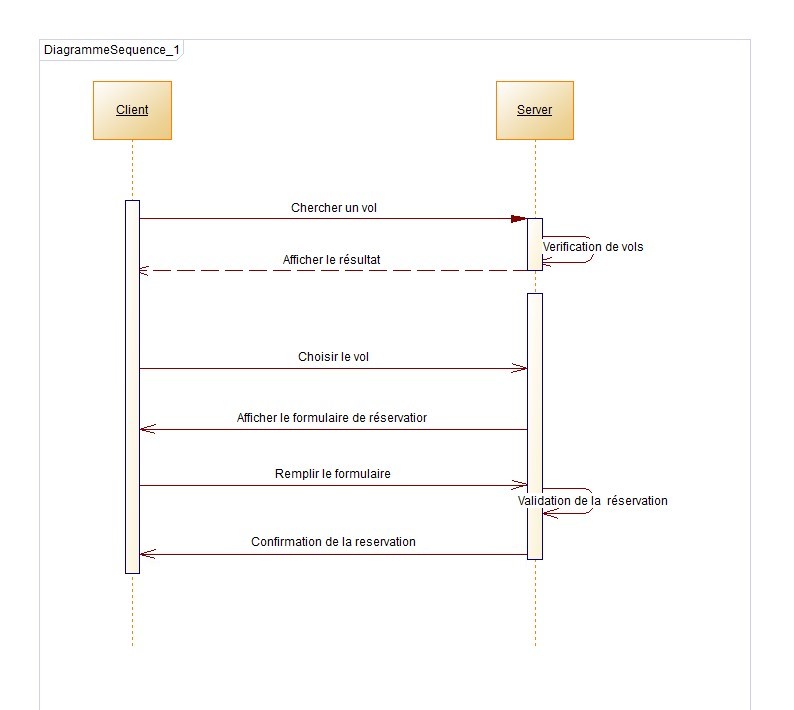 DiagrammeSequence_1
Client
Server
Chercher un vol
Verification de vols
Afficher le résultat
Choisir le vol
Afficher le formulaire de réservatior
Remplir le formulaire
Validation de la réservation
Confirmation de la reservation